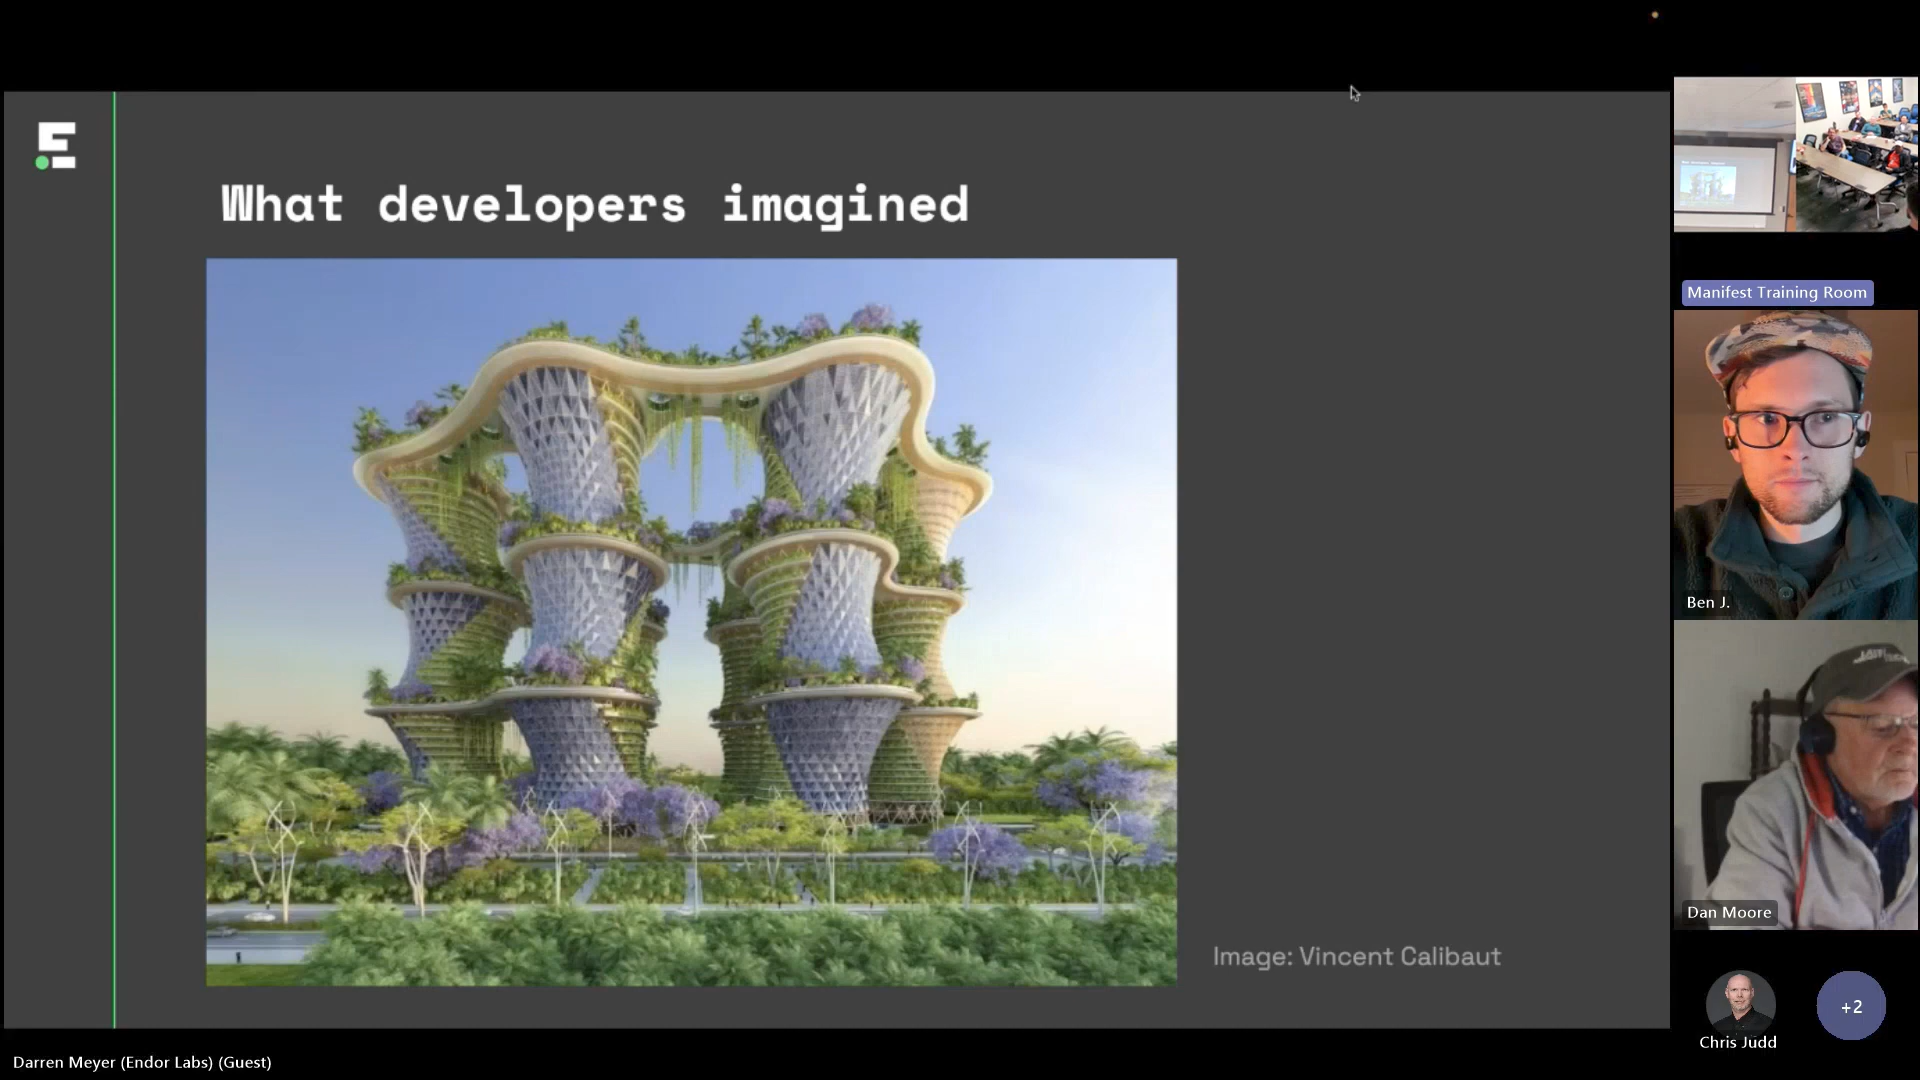 What developers imagined
Image: Vincent Calibaut
Manifest Training Room
Ben J.
Dan Moore
Chris Judd
+2
Darren Meyer (Endor Labs) (Guest)